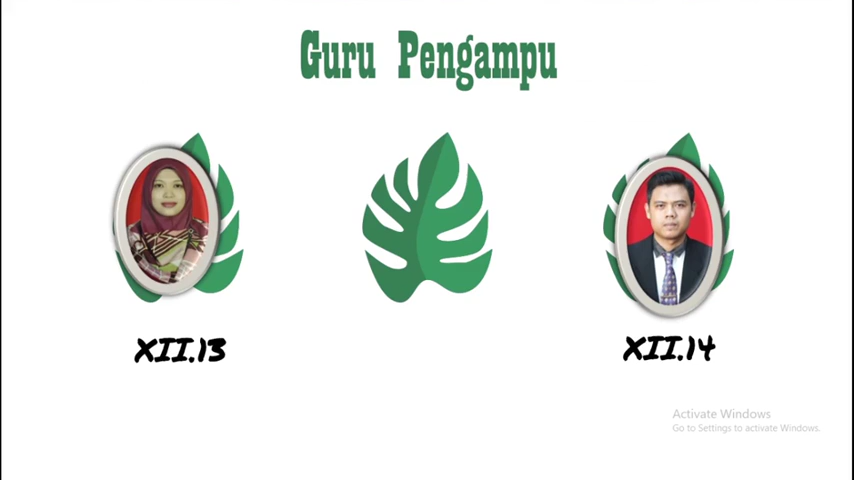 Guru Pengampu
XII.13
XII.14
Activate Windows
Go to Settings to activate Windows.